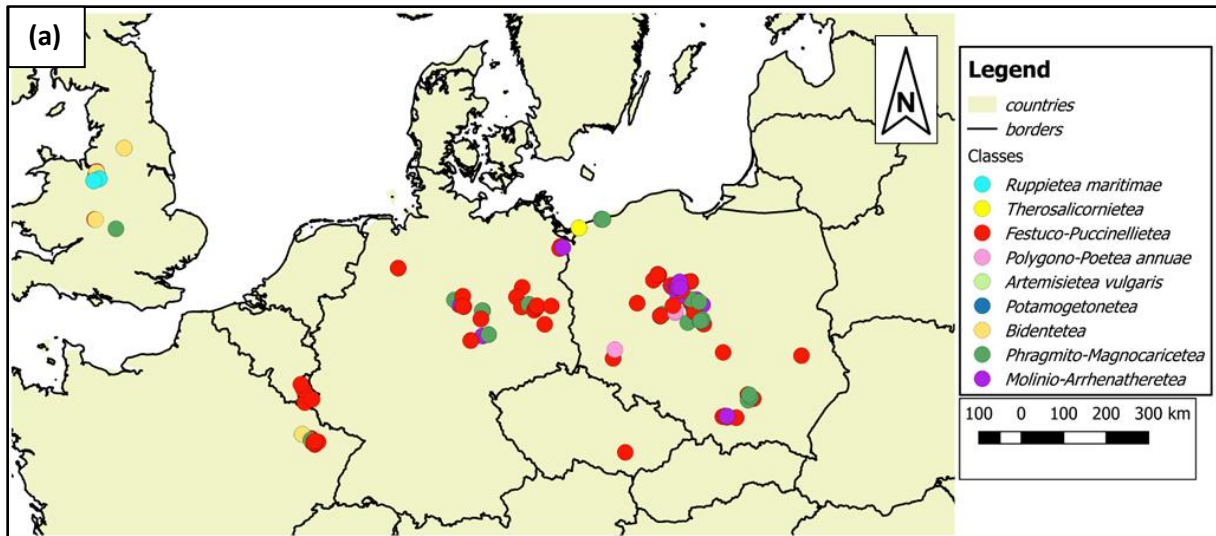 (a)
N
Legend
countries
borders
Classes
Ruppietea maritimae
Therosalicornietea
Festuco-Puccinellietea
Polygono-Poetea annuae
Artemisietea vulgaris
Potamogetonetea
Bidentetea
Phragmito-Magnocaricetea
Molinio-Arrhenatheretea
100 0 100 200 300 km